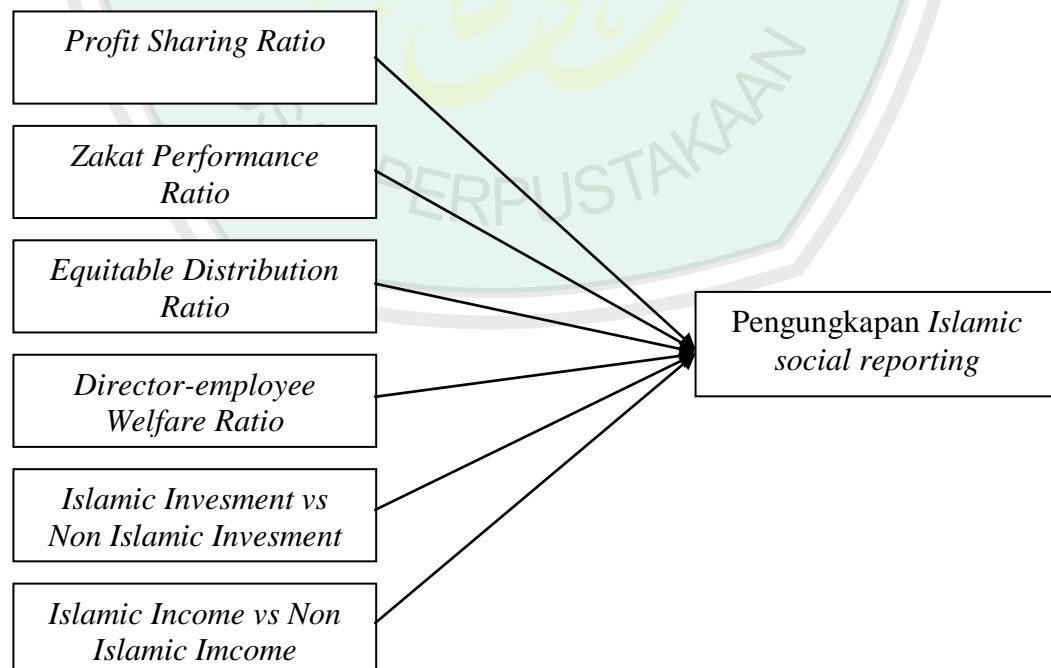 Profit Sharing Ratio
Zakat Performance
Ratio
Equitable Distribution
Ratio
Director-employee
Welfare Ratio
Islamic Invesment vs
Non Islamic Invesment
Islamic Income vs Non
Islamic Imcome
Pengungkapan Islamic
social reporting
PERPUSTAKAAN